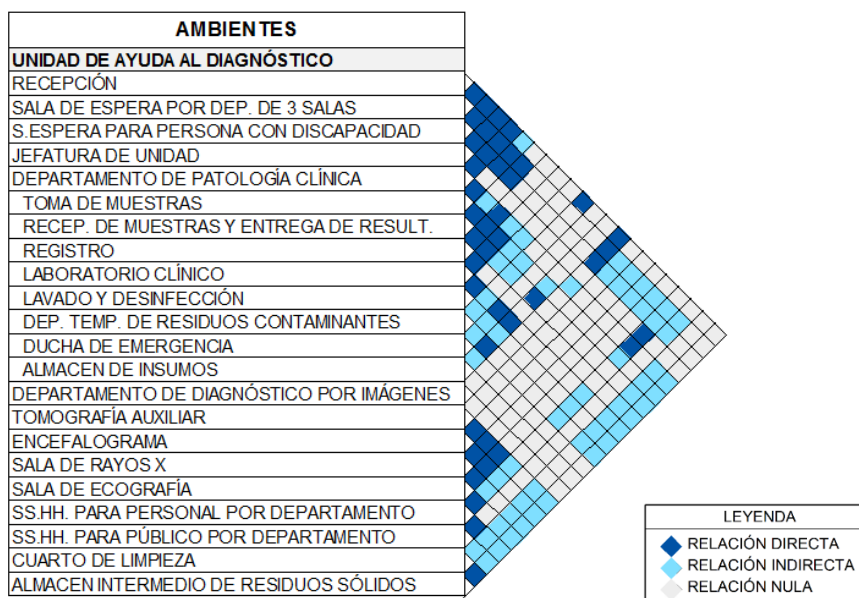 AMBIENTES
UNIDAD DE AYUDA AL DIAGNÓSTICO
RECEPCIÓN
SALA DE ESPERA POR DEP. DE 3 SALAS
S.ESPERA PARA PERSONA CON DISCAPACIDAD
JEFATURA DE UNIDAD
DEPARTAMENTO DE PATOLOGÍA CLÍNICA
TOMA DE MUESTRAS
RECEP. DE MUESTRAS Y ENTREGA DE RESULT.
REGISTRO
LABORATORIO CLÍNICO
LAVADO Y DESINFECCIÓN
DEP. TEMP. DE RESIDUOS CONTAMINANTES
DUCHA DE EMERGENCIA
ALMACEN DE INSUMOS
DEPARTAMENTO DE DIAGNÓSTICO POR IMÁGENES
TOMOGRAFÍA AUXILIAR
ENCEFALOGRAMA
SALA DE RAYOS X
SALA DE ECOGRAFÍA
SS.HH. PARA PERSONAL POR DEPARTAMENTO
SS.HH. PARA PÚBLICO POR DEPARTAMENTO
CUARTO DE LIMPIEZA
ALMACEN INTERMEDIO DE RESIDUOS SÓLIDOS
LEYENDA
RELACIÓN DIRECTA
RELACIÓN INDIRECTA
RELACIÓN NULA